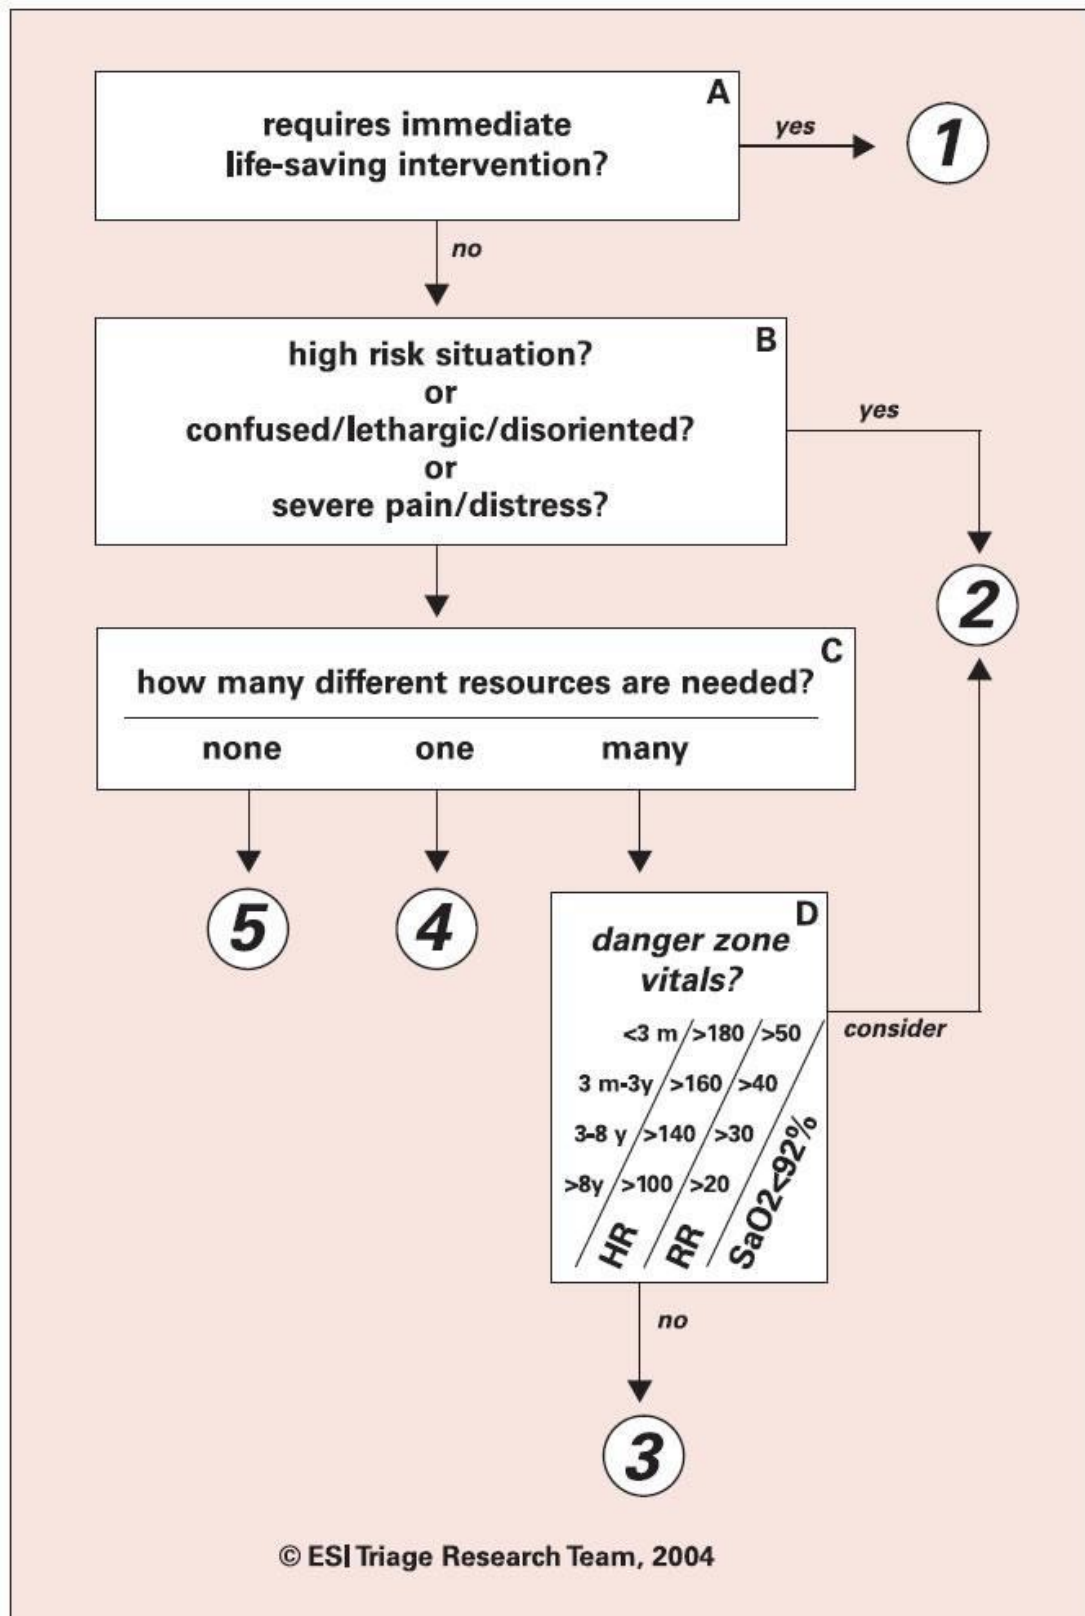 A
requires immediate
life-saving intervention?
yes
1
no
B
high risk situation?
or
confused/lethargic/disoriented?
or
severe pain/distress?
yes
2
C
how many different resources are needed?
none one many
5 4
D
danger zone
vitals?
<3 m >180 >50
3 m-3y >160 >40
3-8 y >140 >30
>8y >100 >20
HR RR SaO2<92%
consider
no
3
© ESI Triage Research Team, 2004